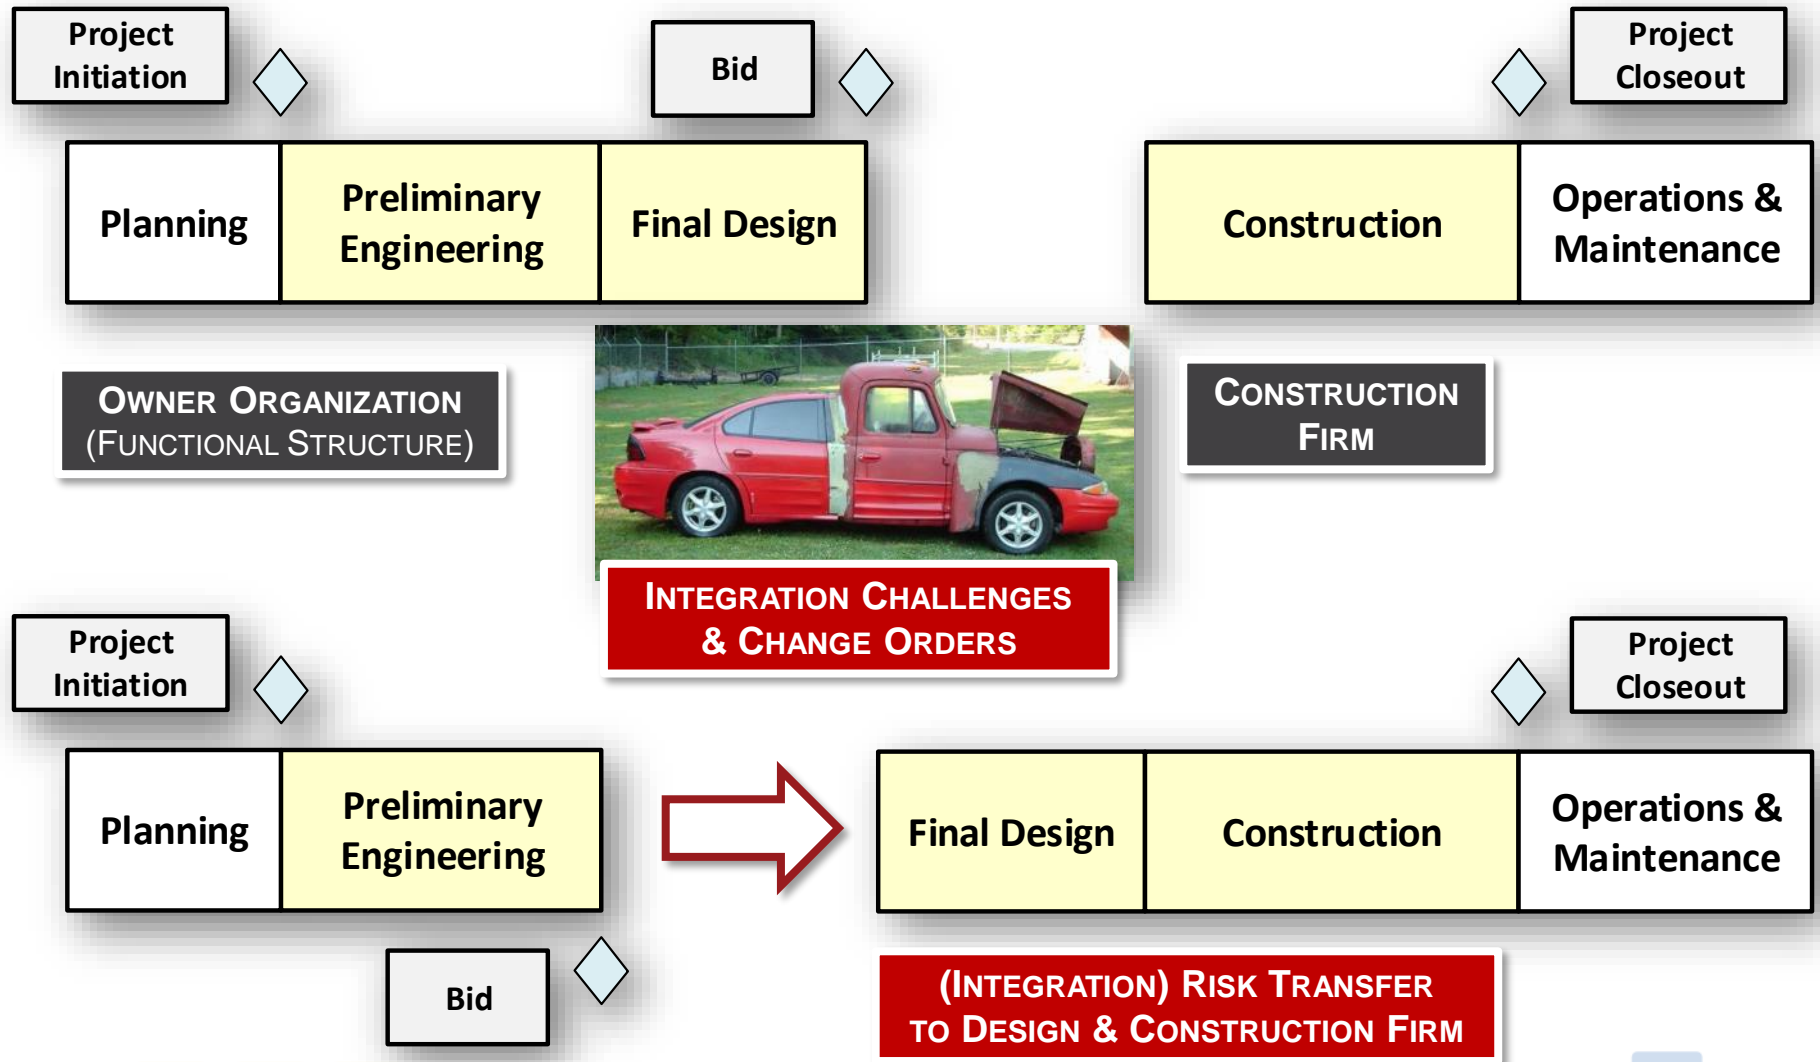 Project
Initiation
Bid
Project
Closeout
Planning
Preliminary
Engineering
Final Design
Construction
Operations &
Maintenance
OWNER ORGANIZATION
(FUNCTIONAL STRUCTURE)
CONSTRUCTION
FIRM
INTEGRATION CHALLENGES
& CHANGE ORDERS
Project
Initiation
Project
Closeout
Planning
Preliminary
Engineering
Final Design
Construction
Operations &
Maintenance
Bid
(INTEGRATION) RISK TRANSFER
TO DESIGN & CONSTRUCTION FIRM